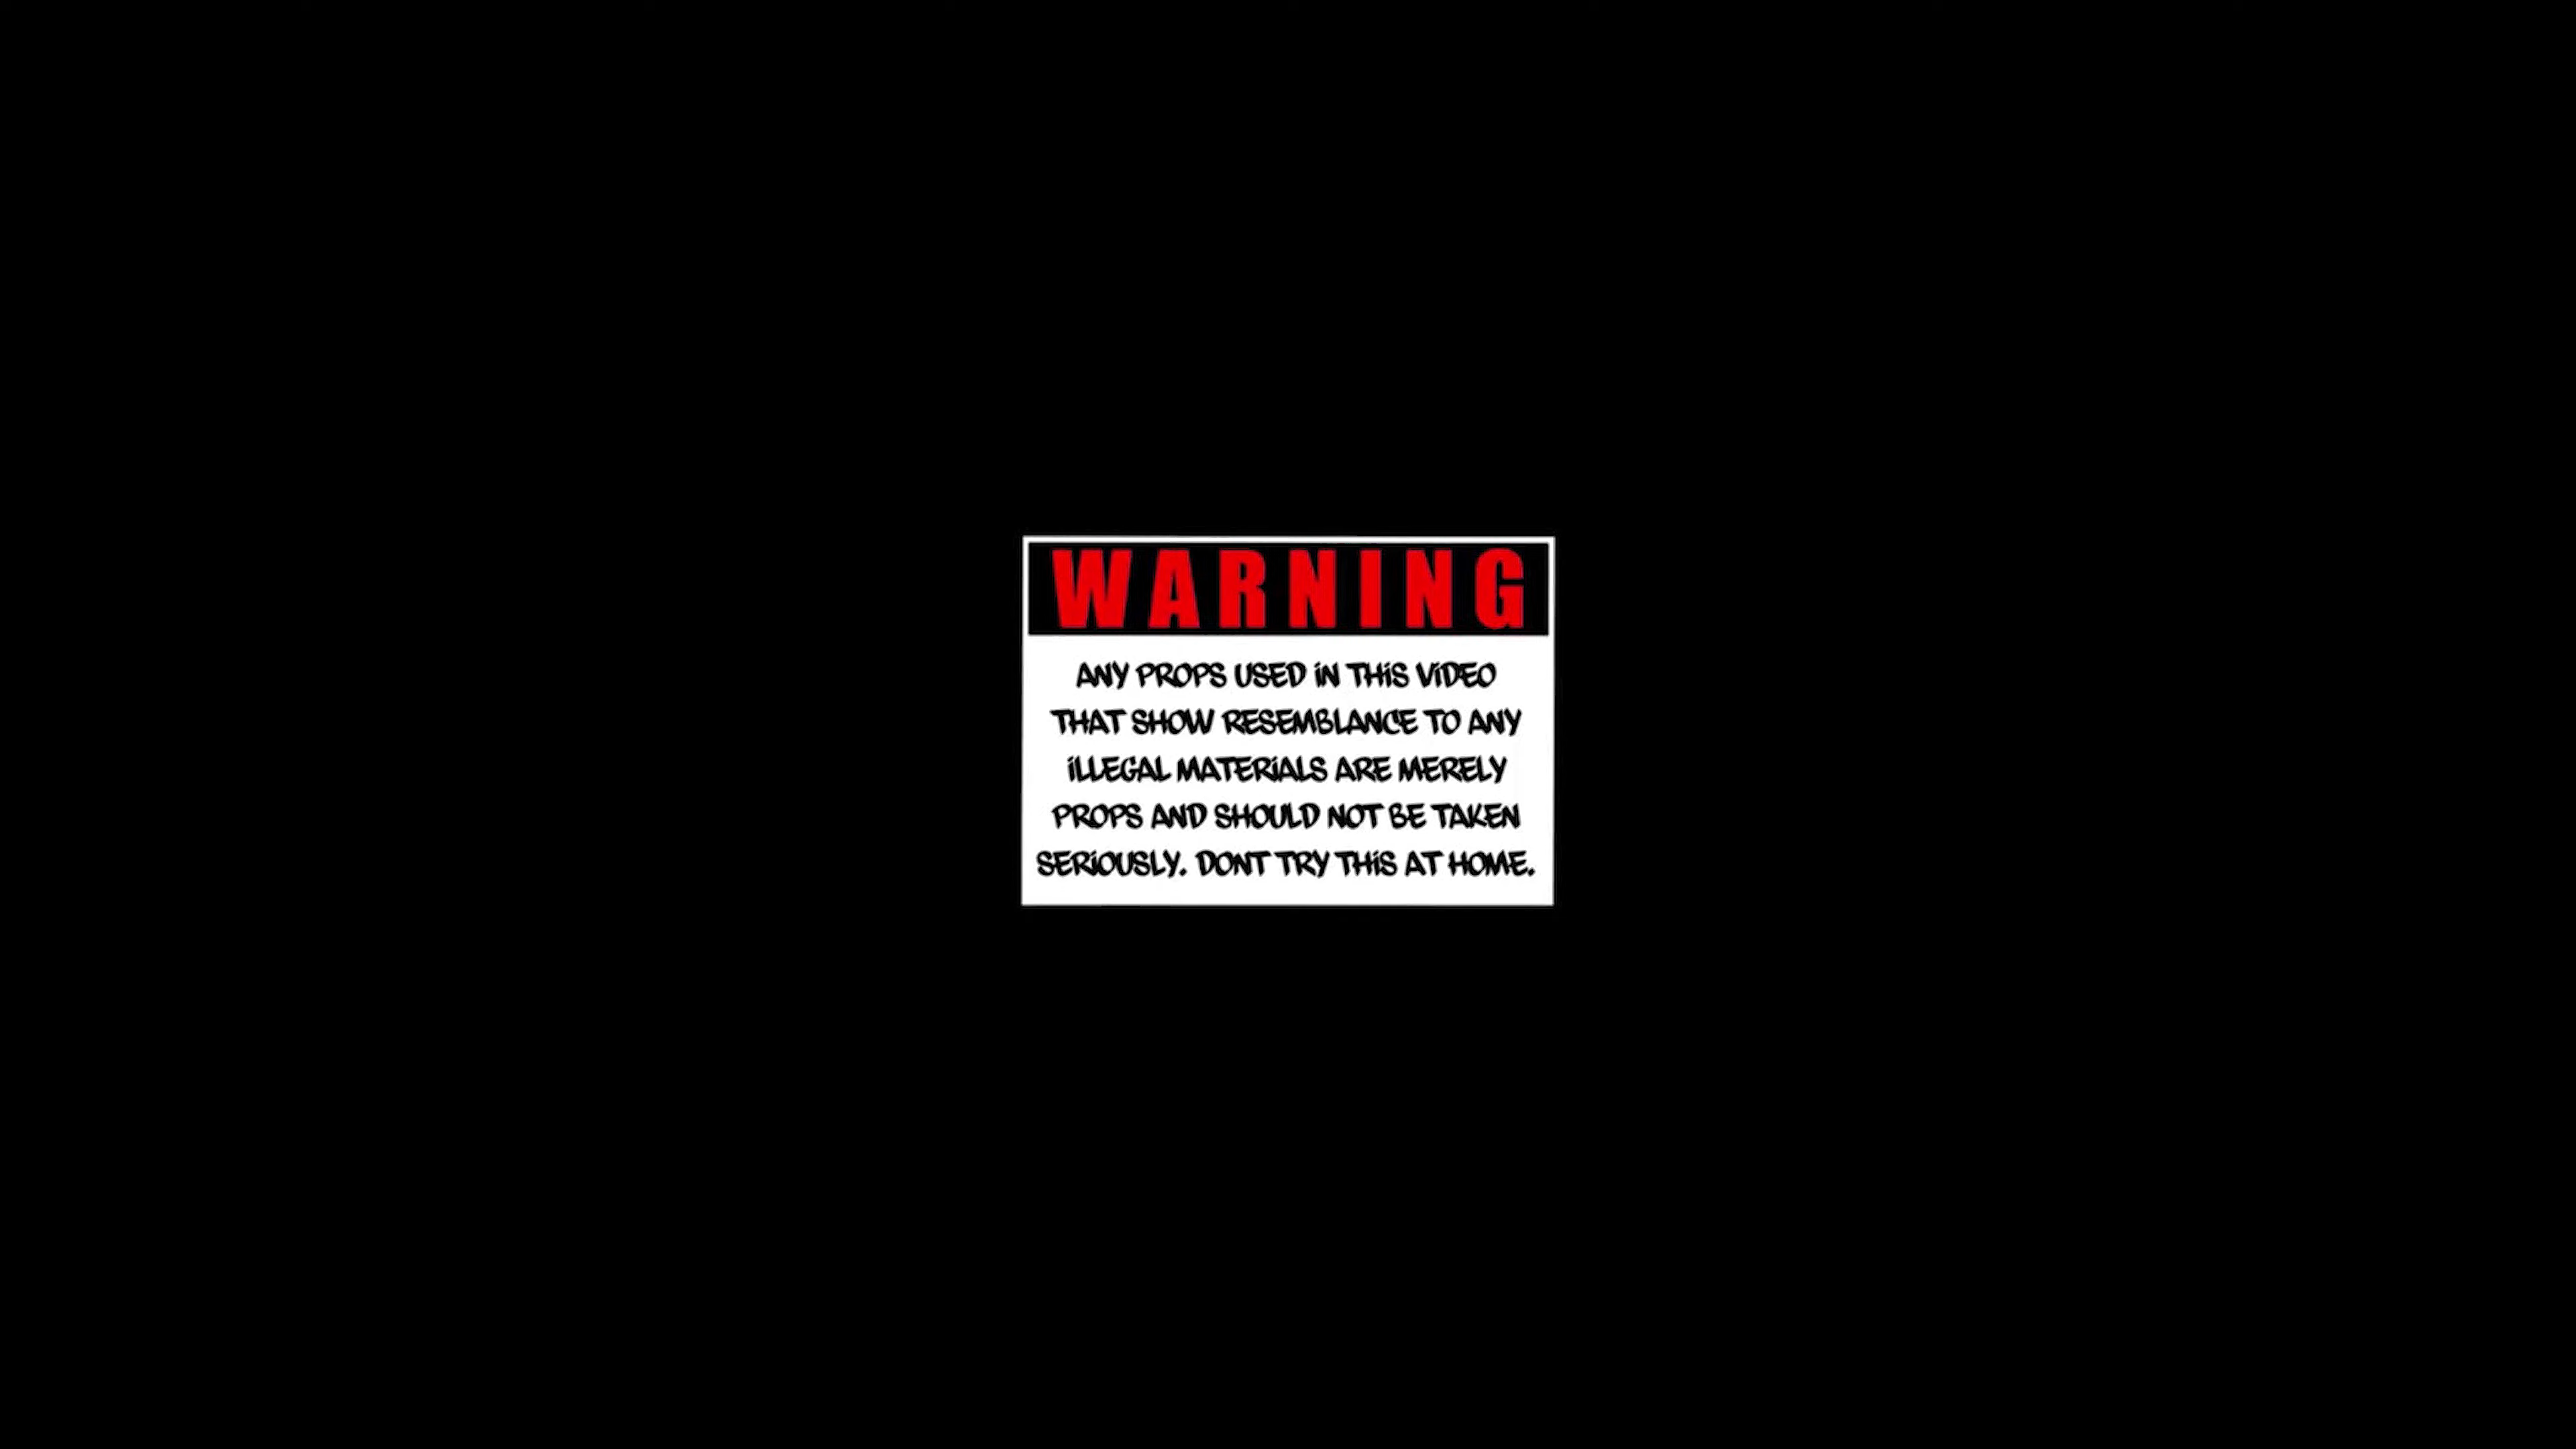 WARNING
ANY PROPS USED IN THIS VIDEO
THAT SHOW RESEMBLANCE TO ANY
ILLEGAL MATERIALS ARE MERELY
PROPS AND SHOULD NOT BE TAKEN
SERIOUSLY. DONT TRY THIS AT HOME.